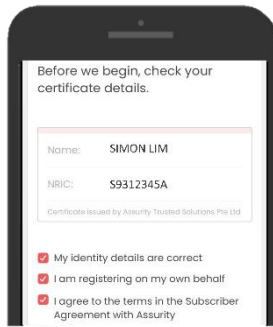 Before we begin, check your
certificate details.
Name: SIMON LIM
NRIC: S9312345A
Certificate issued by Assurity Trusted Solutions Pte Ltd
My identity details are correct
I am registering on my own behalf
I agree to the terms in the Subscriber
Agreement with Assurity